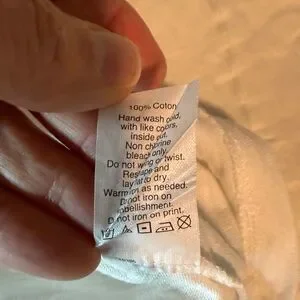 100% Coton
Hand wash cold,
with like colors,
inside out.
Non chlorine
bleach only.
Do not wring or twist.
Reshape and
lay flat to dry.
Warm iron as needed.
Do not iron on
embellishment.
Do not iron on print.